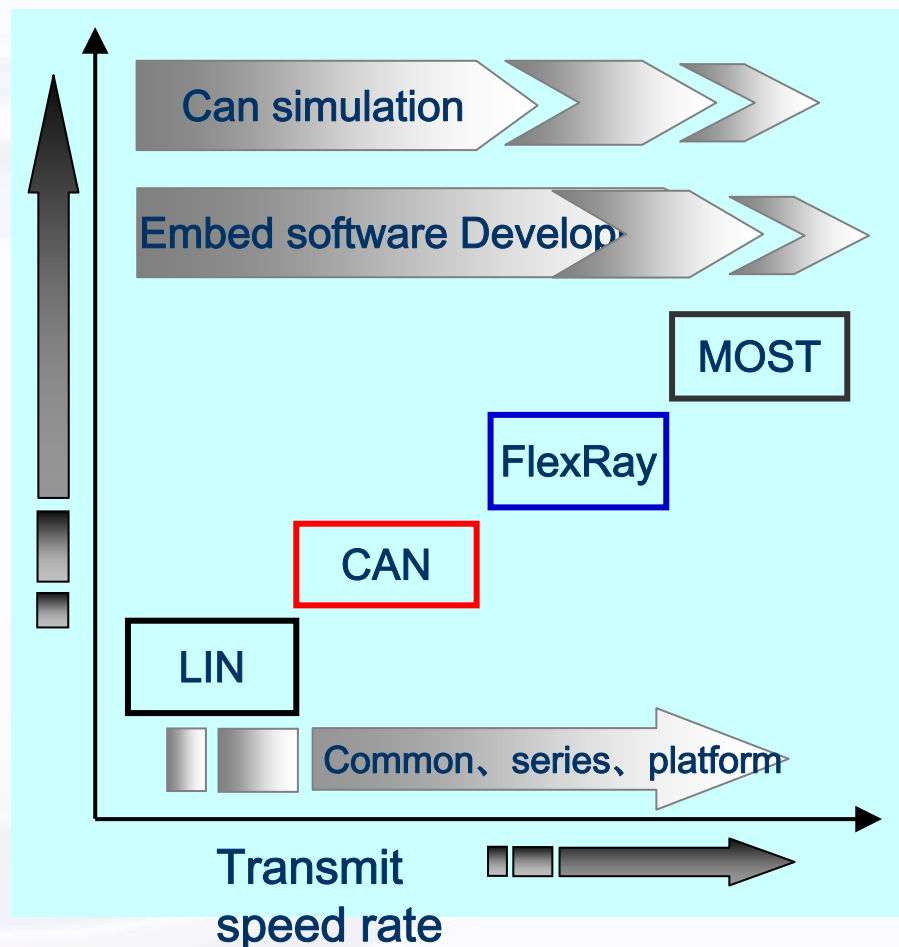 Can simulation
Embed software Develop
MOST
FlexRay
CAN
LIN
Common、series、platform
Transmit
speed rate